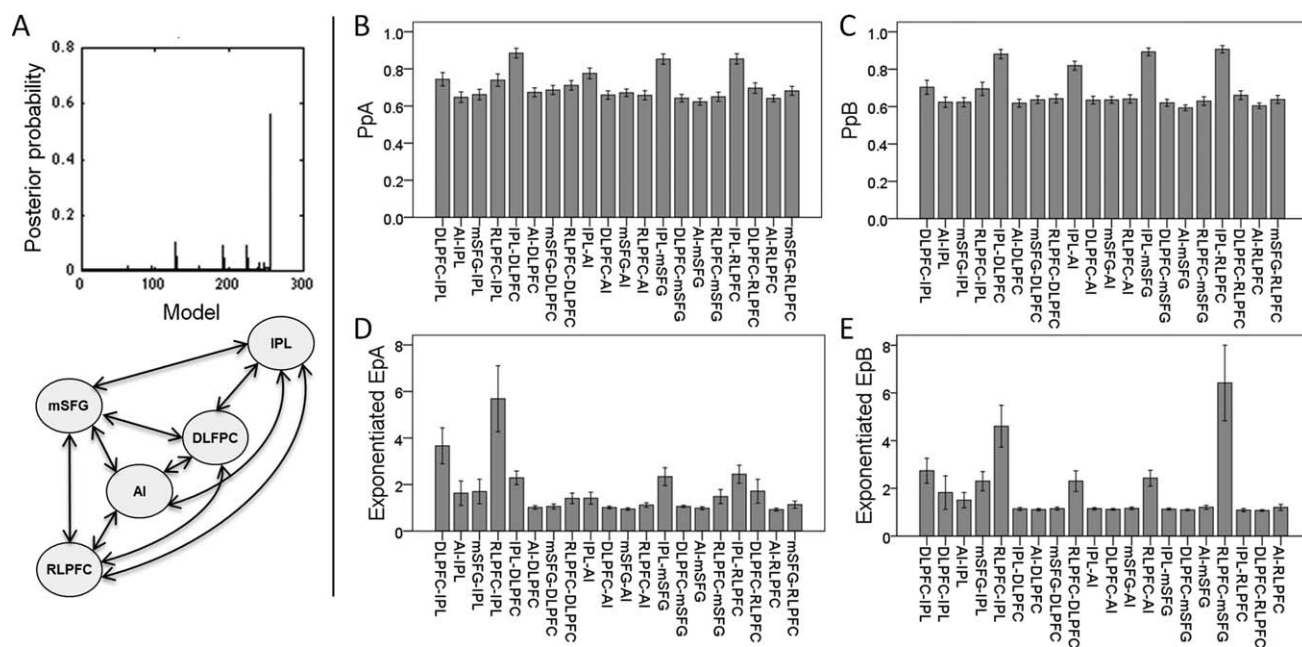 A
Posterior probability
0.8
0.6
0.4
0.2
0
0
100
200
300
Model
IPL
mSFG
DLFPC
AI
RLPFC
B
PpA
1.0
0.8
0.6
0.4
0.2
0.0
DLPFC-IPL
AI-IPL
mSFG-IPL
RLPFC-IPL
IPL-DLPFC
AI-DLPFC
mSFG-DLPFC
RLPFC-DLPFC
IPL-AI
DLPFC-AI
mSFG-AI
RLPFC-AI
IPL-mSFG
DLPFC-mSFG
AI-mSFG
RLPFC-mSFG
IPL-RLPFC
DLPFC-RLPFC
AI-RLPFC
mSFG-RLPFC
C
PpB
1.0
0.8
0.6
0.4
0.2
0.0
DLPFC-IPL
AI-IPL
mSFG-IPL
RLPFC-IPL
IPL-DLPFC
AI-DLPFC
mSFG-DLPFC
RLPFC-DLPFC
IPL-AI
DLPFC-AI
mSFG-AI
RLPFC-AI
IPL-mSFG
DLPFC-mSFG
AI-mSFG
RLPFC-mSFG
IPL-RLPFC
DLPFC-RLPFC
AI-RLPFC
mSFG-RLPFC
D
Exponentiated EpA
8
6
4
2
0
DLPFC-IPL
AI-IPL
mSFG-IPL
RLPFC-IPL
IPL-DLPFC
AI-DLPFC
mSFG-DLPFC
RLPFC-DLPFC
IPL-AI
DLPFC-AI
mSFG-AI
RLPFC-AI
IPL-mSFG
DLPFC-mSFG
AI-mSFG
RLPFC-mSFG
IPL-RLPFC
DLPFC-RLPFC
AI-RLPFC
mSFG-RLPFC
E
Exponentiated EpB
8
6
4
2
0
DLPFC-IPL
DLPFC-IPL
AI-IPL
mSFG-IPL
RLPFC-IPL
IPL-DLPFC
AI-DLPFC
mSFG-DLPFC
RLPFC-DLPFC
IPL-AI
DLPFC-AI
mSFG-AI
RLPFC-AI
IPL-mSFG
DLPFC-mSFG
AI-mSFG
RLPFC-mSFG
IPL-RLPFC
DLPFC-RLPFC
AI-RLPFC